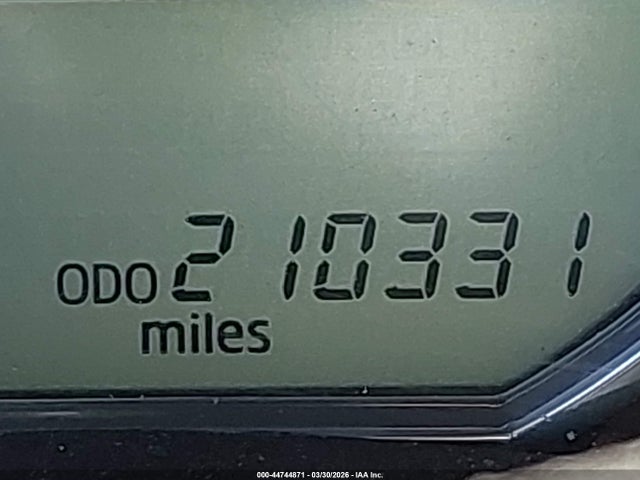 ODO 210331
miles
000-44744871 - 03/30/2026 - IAA Inc.